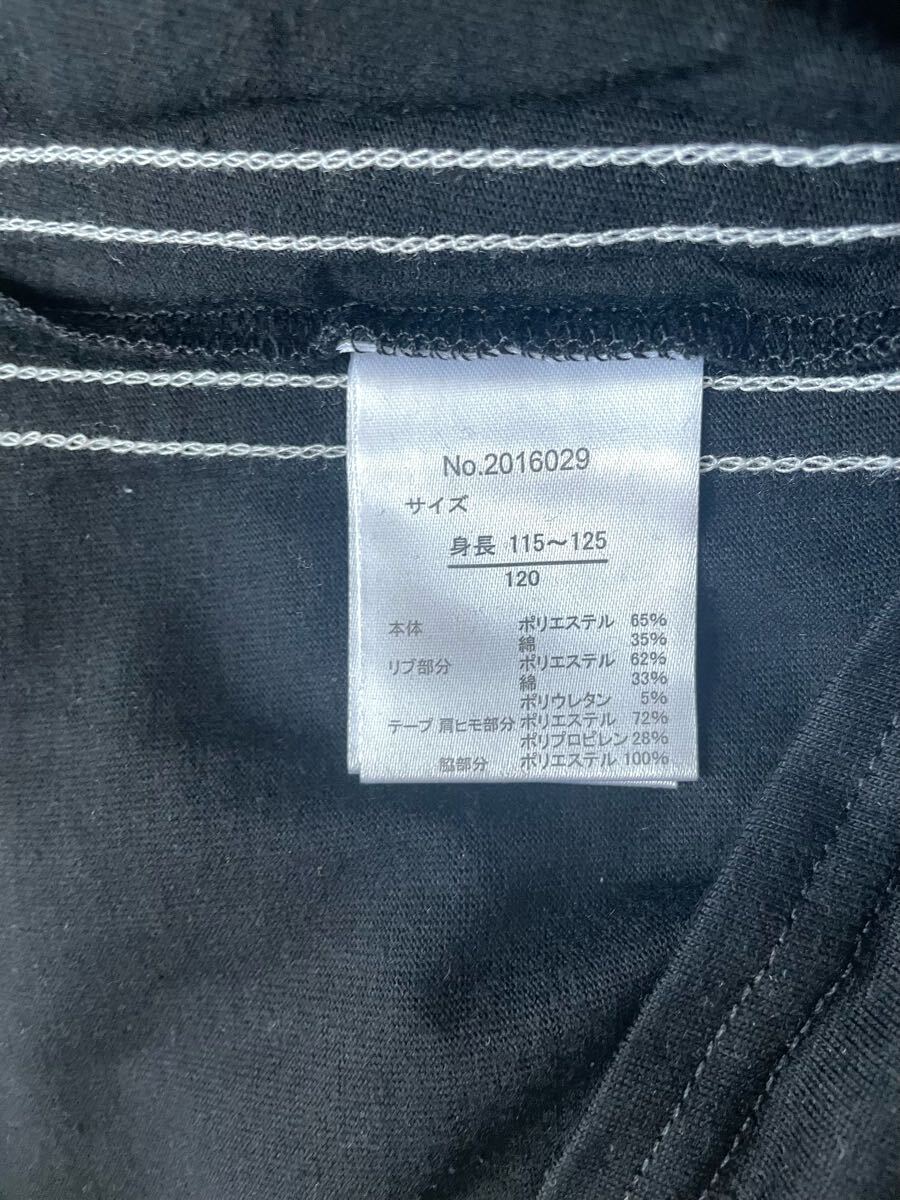 No.2016029
サイズ
身長 115～125
120
本体 ポリエステル 65%
綿 35%
リブ部分 ポリエステル 62%
綿 33%
ポリウレタン 5%
テープ 肩ヒモ部分 ポリエステル 72%
ポリプロピレン 28%
脇部分 ポリエステル 100%